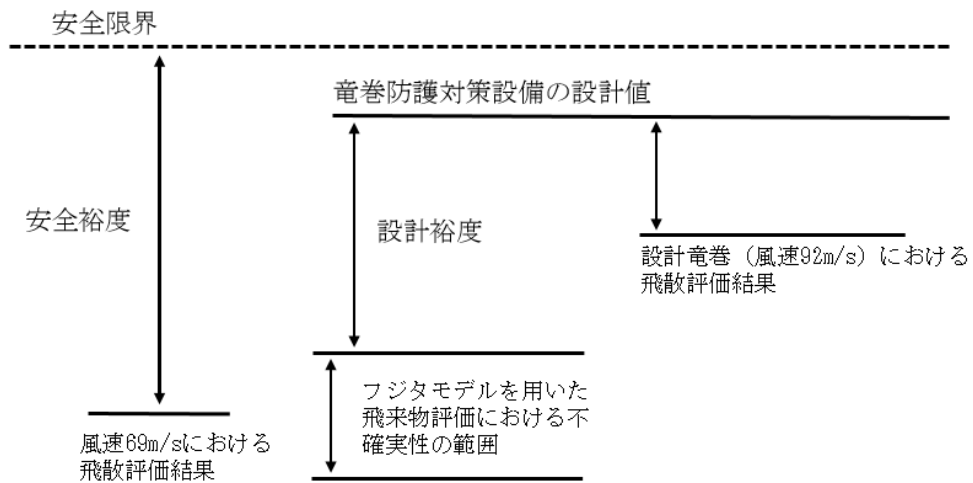 安全限界
竜巻防護対策設備の設計値
安全裕度
設計裕度
設計竜巻（風速92m/s）における
飛散評価結果
フジタモデルを用いた
飛来物評価における不
確実性の範囲
風速69m/sにおける
飛散評価結果